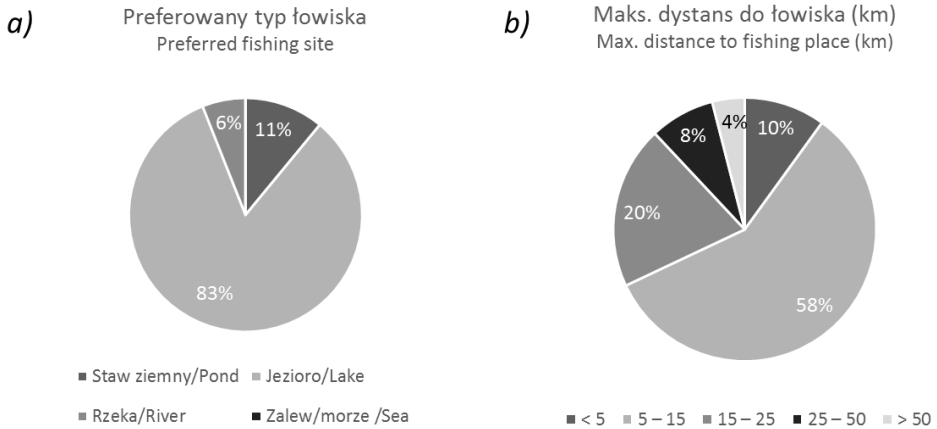 a)
Preferowany typ łowiska
Preferred fishing site
6%
11%
83%
Staw ziemny/Pond
Jezioro/Lake
Rzeka/River
Zalew/morze /Sea
b)
Maks. dystans do łowiska (km)
Max. distance to fishing place (km)
4%
10%
8%
20%
58%
< 5
5 – 15
15 – 25
25 – 50
> 50